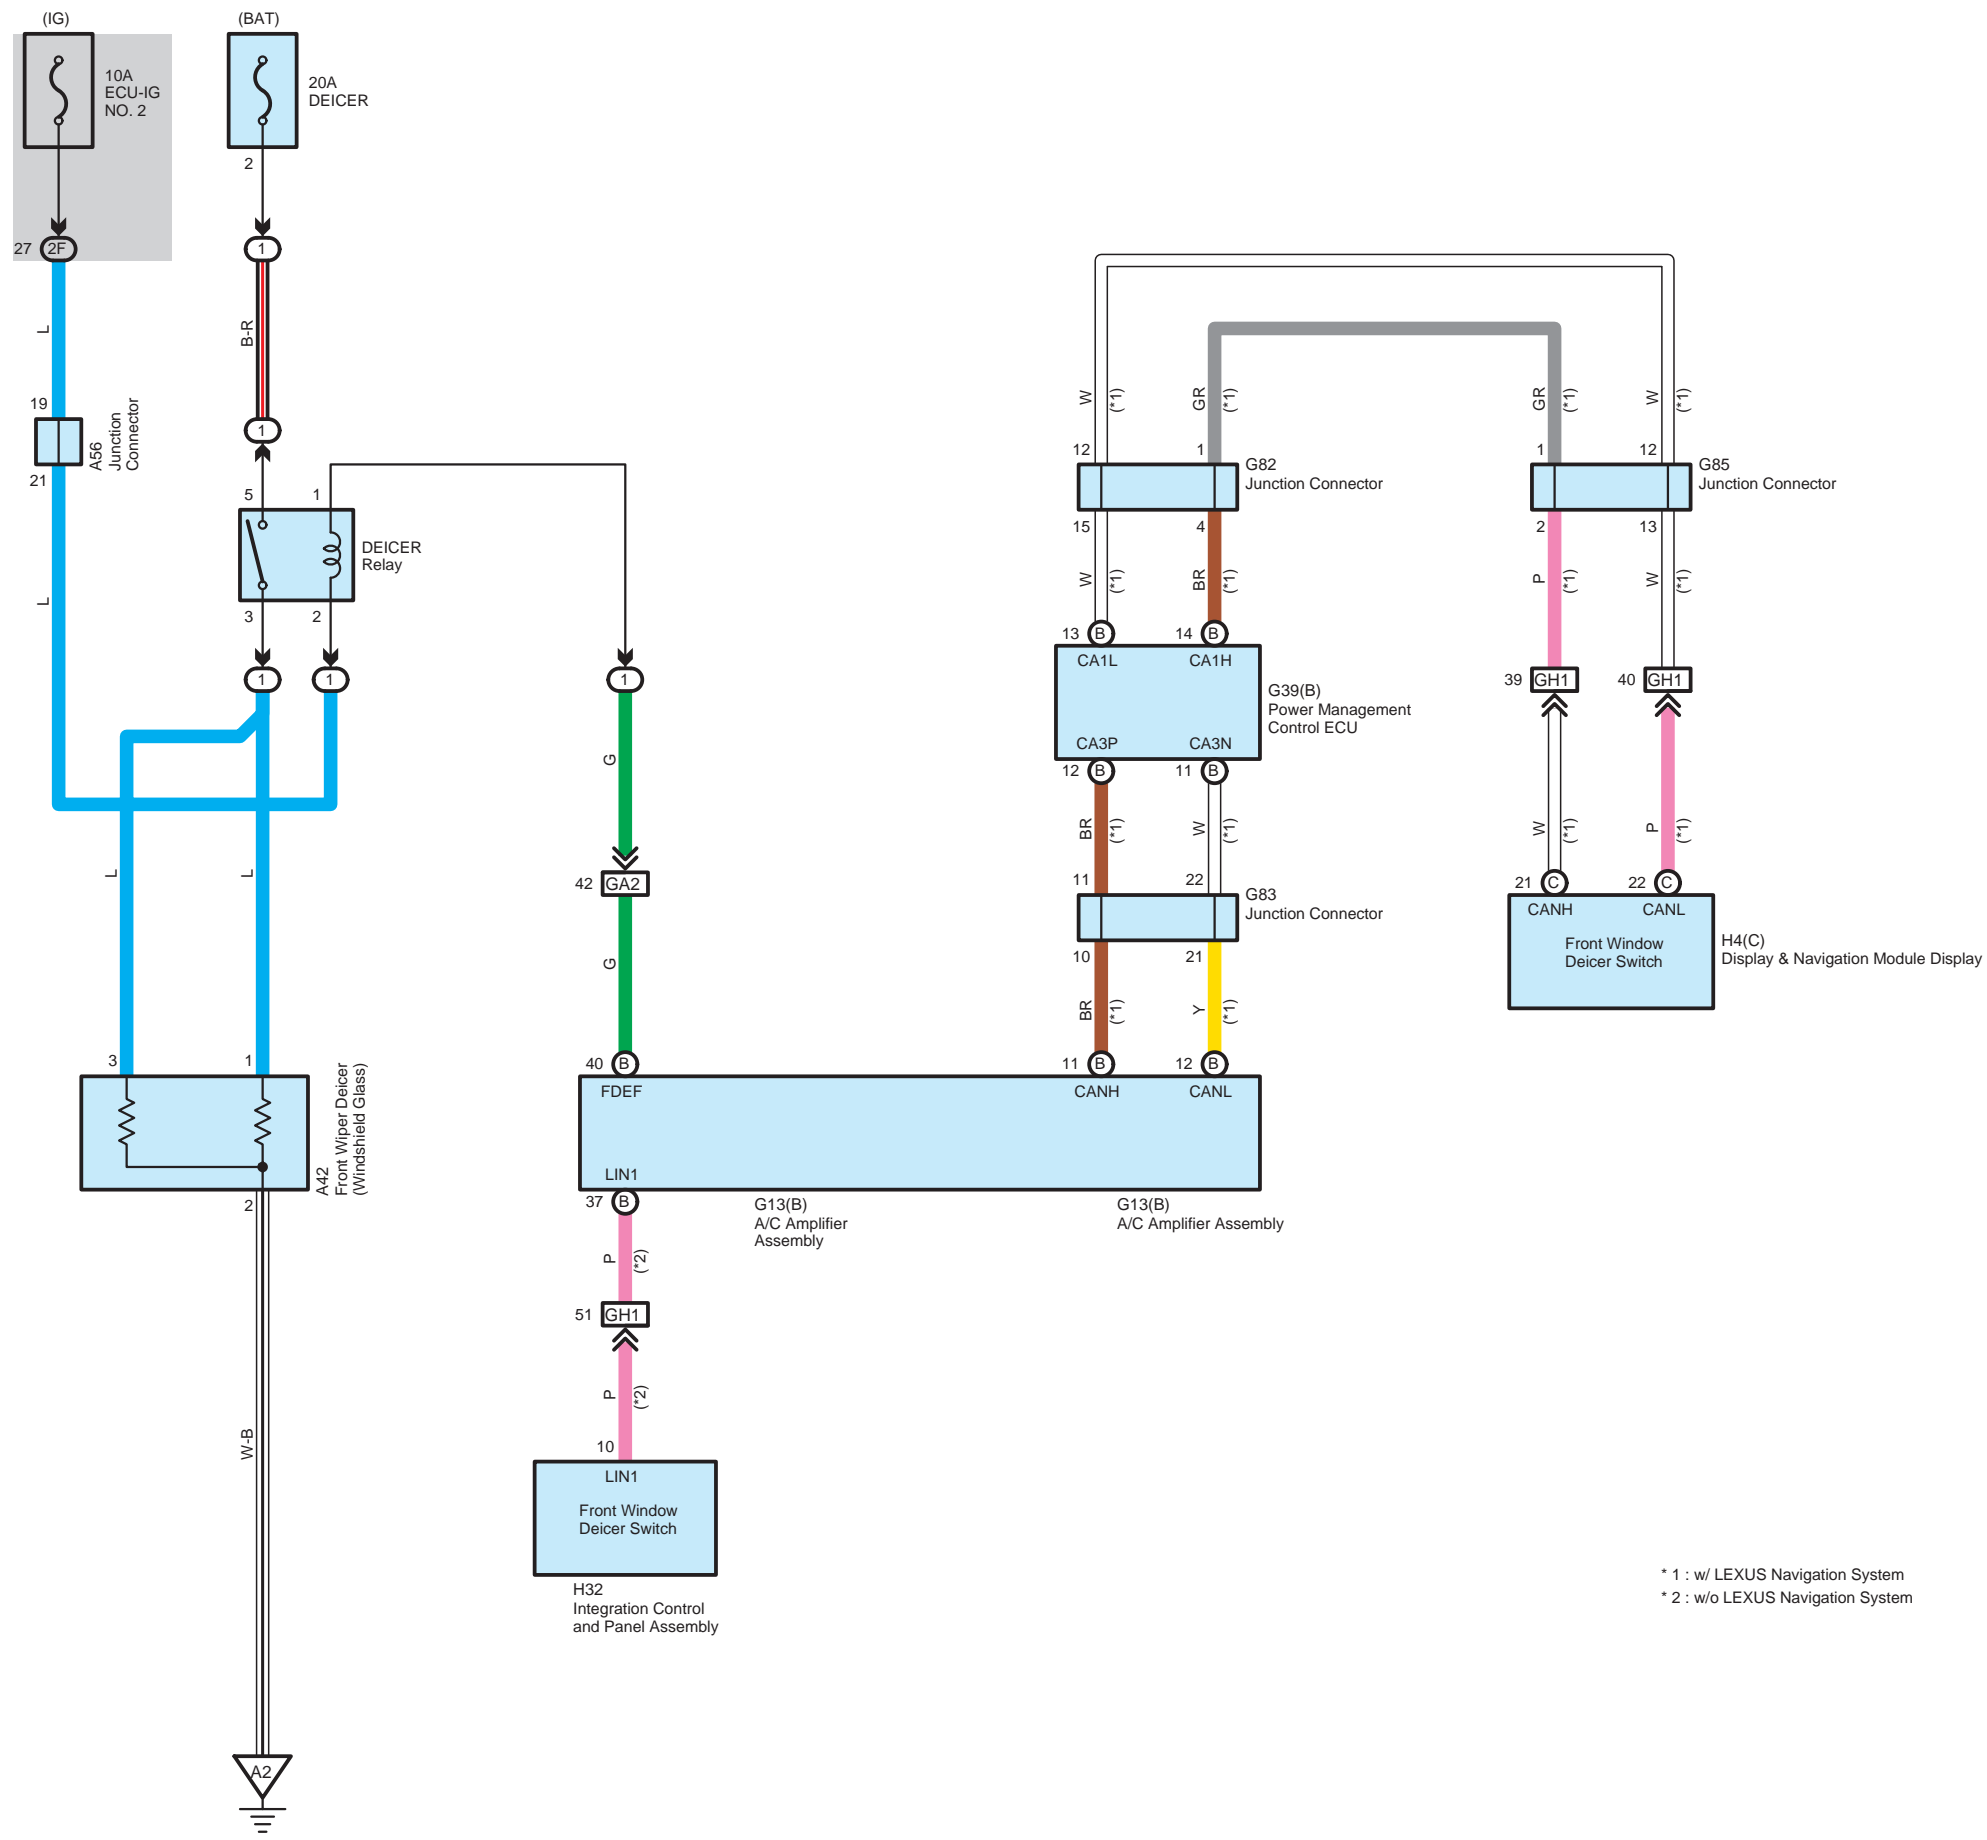 (IG)
(BAT)
10A
ECU-IG
NO. 2
20A
DEICER
2
27
2F
1
L
B-R
19
A56
Junction
Connector
21
1
5
1
DEICER
Relay
3
2
L
1
1
1
G
L
L
42
GA2
G
3
1
A42
Front Wiper Deicer
(Windshield Glass)
2
W-B
A2
W
(*1)
GR
(*1)
GR
(*1)
W
(*1)
12
1
G82
Junction Connector
15
4
1
12
G85
Junction Connector
2
13
W
(*1)
BR
(*1)
P
(*1)
W
(*1)
13
B
14
B
CA1L
CA1H
G39(B)
Power Management
Control ECU
CA3P
CA3N
12
B
11
B
39
GH1
40
GH1
BR
(*1)
W
(*1)
W
(*1)
P
(*1)
11
22
G83
Junction Connector
10
21
21
C
22
C
CANH
CANL
Front Window
Deicer Switch
H4(C)
Display & Navigation Module Display
BR
(*1)
Y
(*1)
40
B
11
B
12
B
FDEF
CANH
CANL
LIN1
37
B
G13(B)
A/C Amplifier
Assembly
G13(B)
A/C Amplifier Assembly
P
(*2)
51
GH1
P
(*2)
10
LIN1
Front Window
Deicer Switch
H32
Integration Control
and Panel Assembly
* 1 : w/ LEXUS Navigation System
* 2 : w/o LEXUS Navigation System